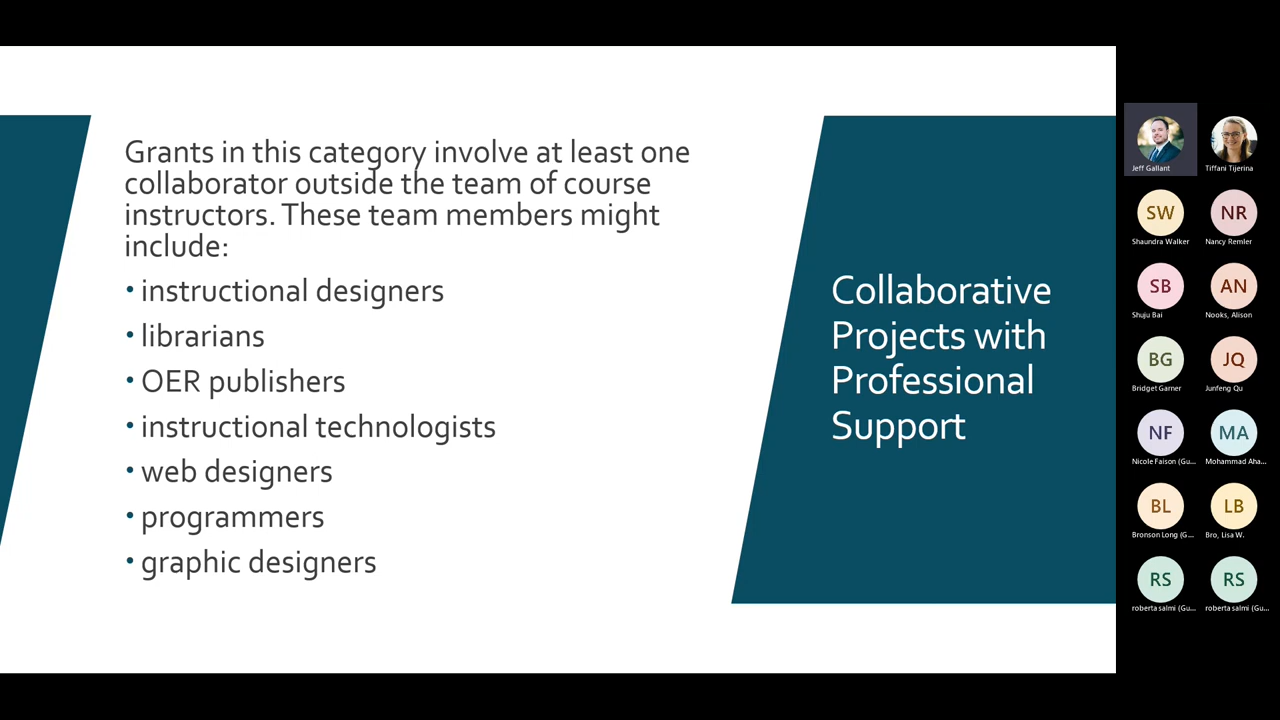 Grants in this category involve at least one
collaborator outside the team of course
instructors. These team members might
include:
• instructional designers
• librarians
• OER publishers
• instructional technologists
• web designers
• programmers
• graphic designers
Collaborative
Projects with
Professional
Support
Jeff Gallant
Tiffani Tijerina
SW
NR
Shaundra Walker
Nancy Remler
SB
AN
Shuju Bai
Nooks, Alison
BG
JQ
Bridget Garner
Junfeng Qu
NF
MA
Nicole Faison (Gu...
Mohammad Aha...
BL
LB
Bronson Long (G...
Bro, Lisa W.
RS
RS
roberta salmi (Gu...
roberta salmi (Gu...